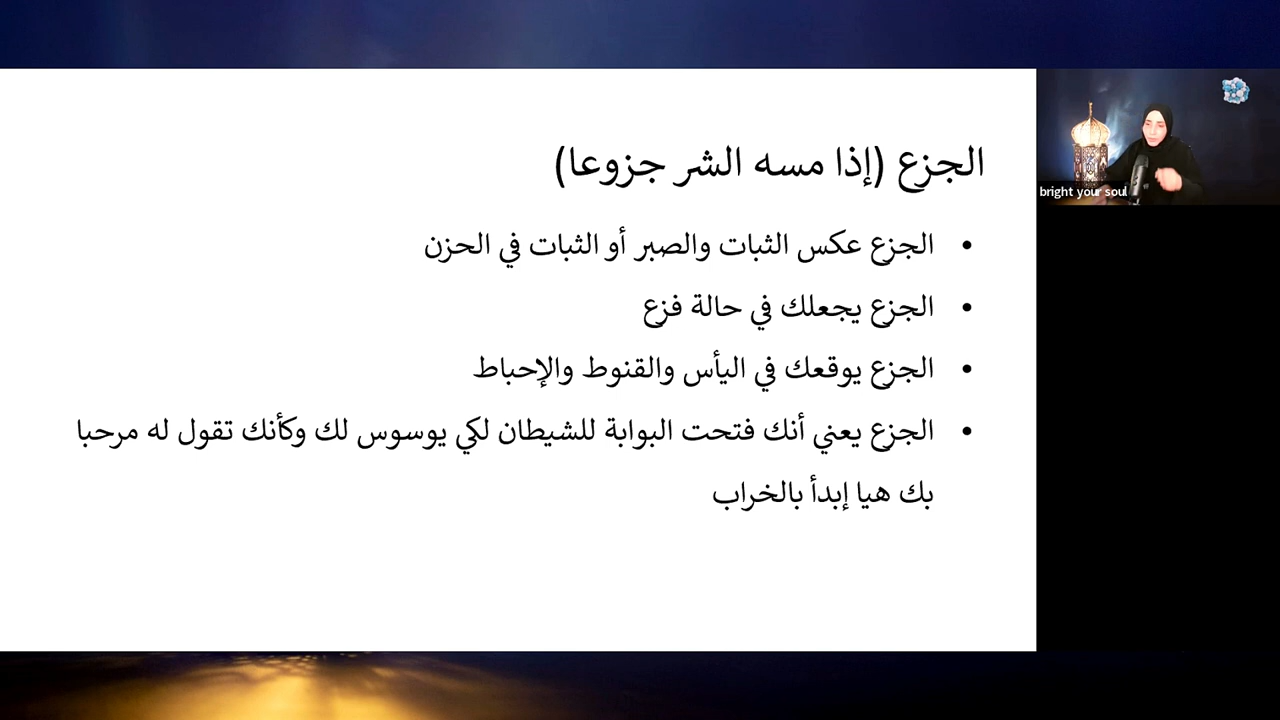 الجزع (إذا مسه الشر جزوعا)
• الجزع عكس الثبات والصبر أو الثبات في الحزن
• الجزع يجعلك في حالة فزع
• الجزع يوقعك في اليأس والقنوط والإحباط
• الجزع يعني أنك فتحت البوابة للشيطان لكي يوسوس لك وكأنك تقول له مرحبا
بك هيا إبدأ بالخراب
bright your soul